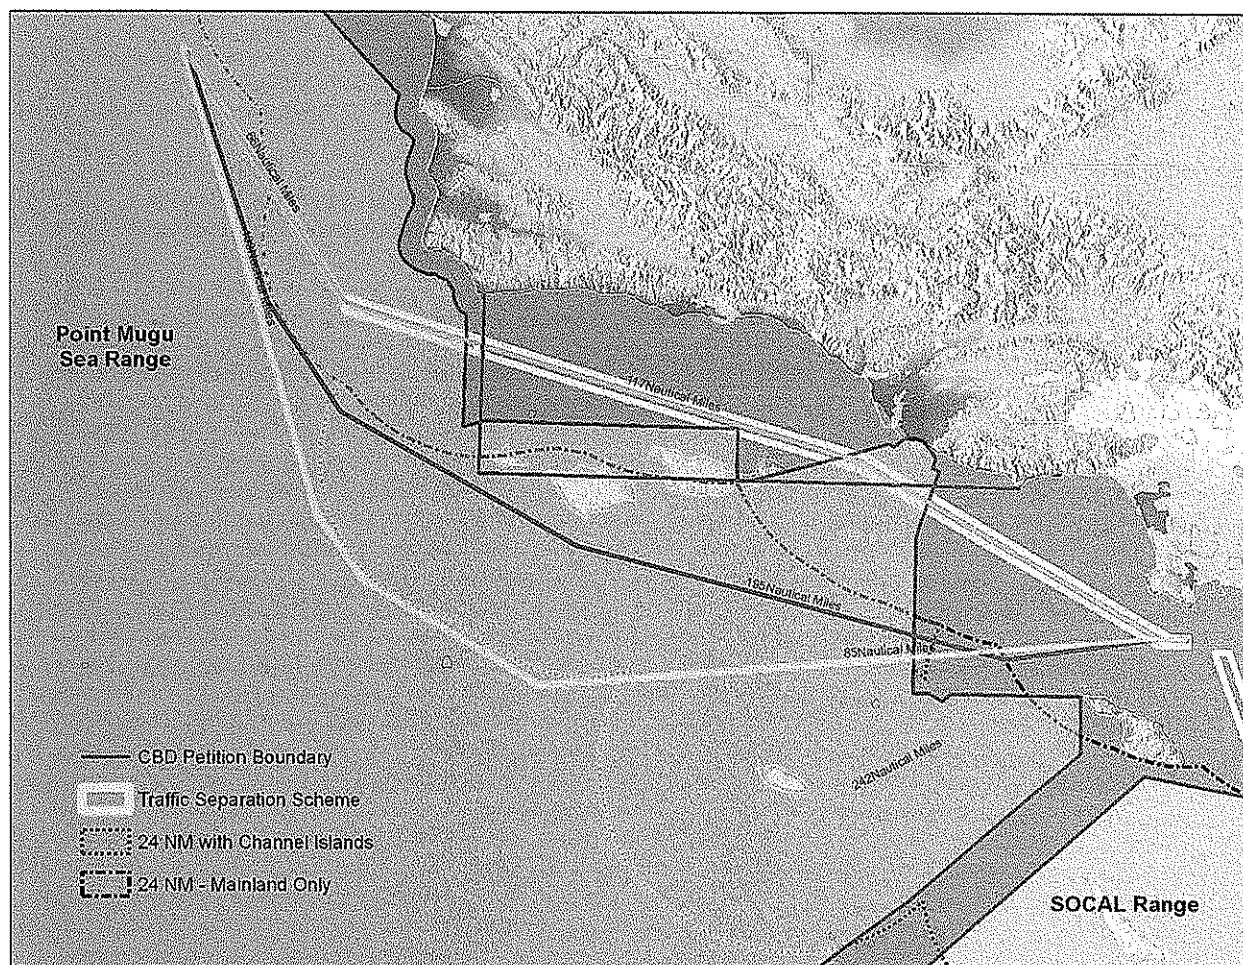 Point Mugu
Sea Range
117Nautical Miles
185Nautical Miles
85Nautical Miles
242Nautical Miles
CBD Petition Boundary
Traffic Separation Scheme
24 NM with Channel Islands
24 NM - Mainland Only
SOCAL Range